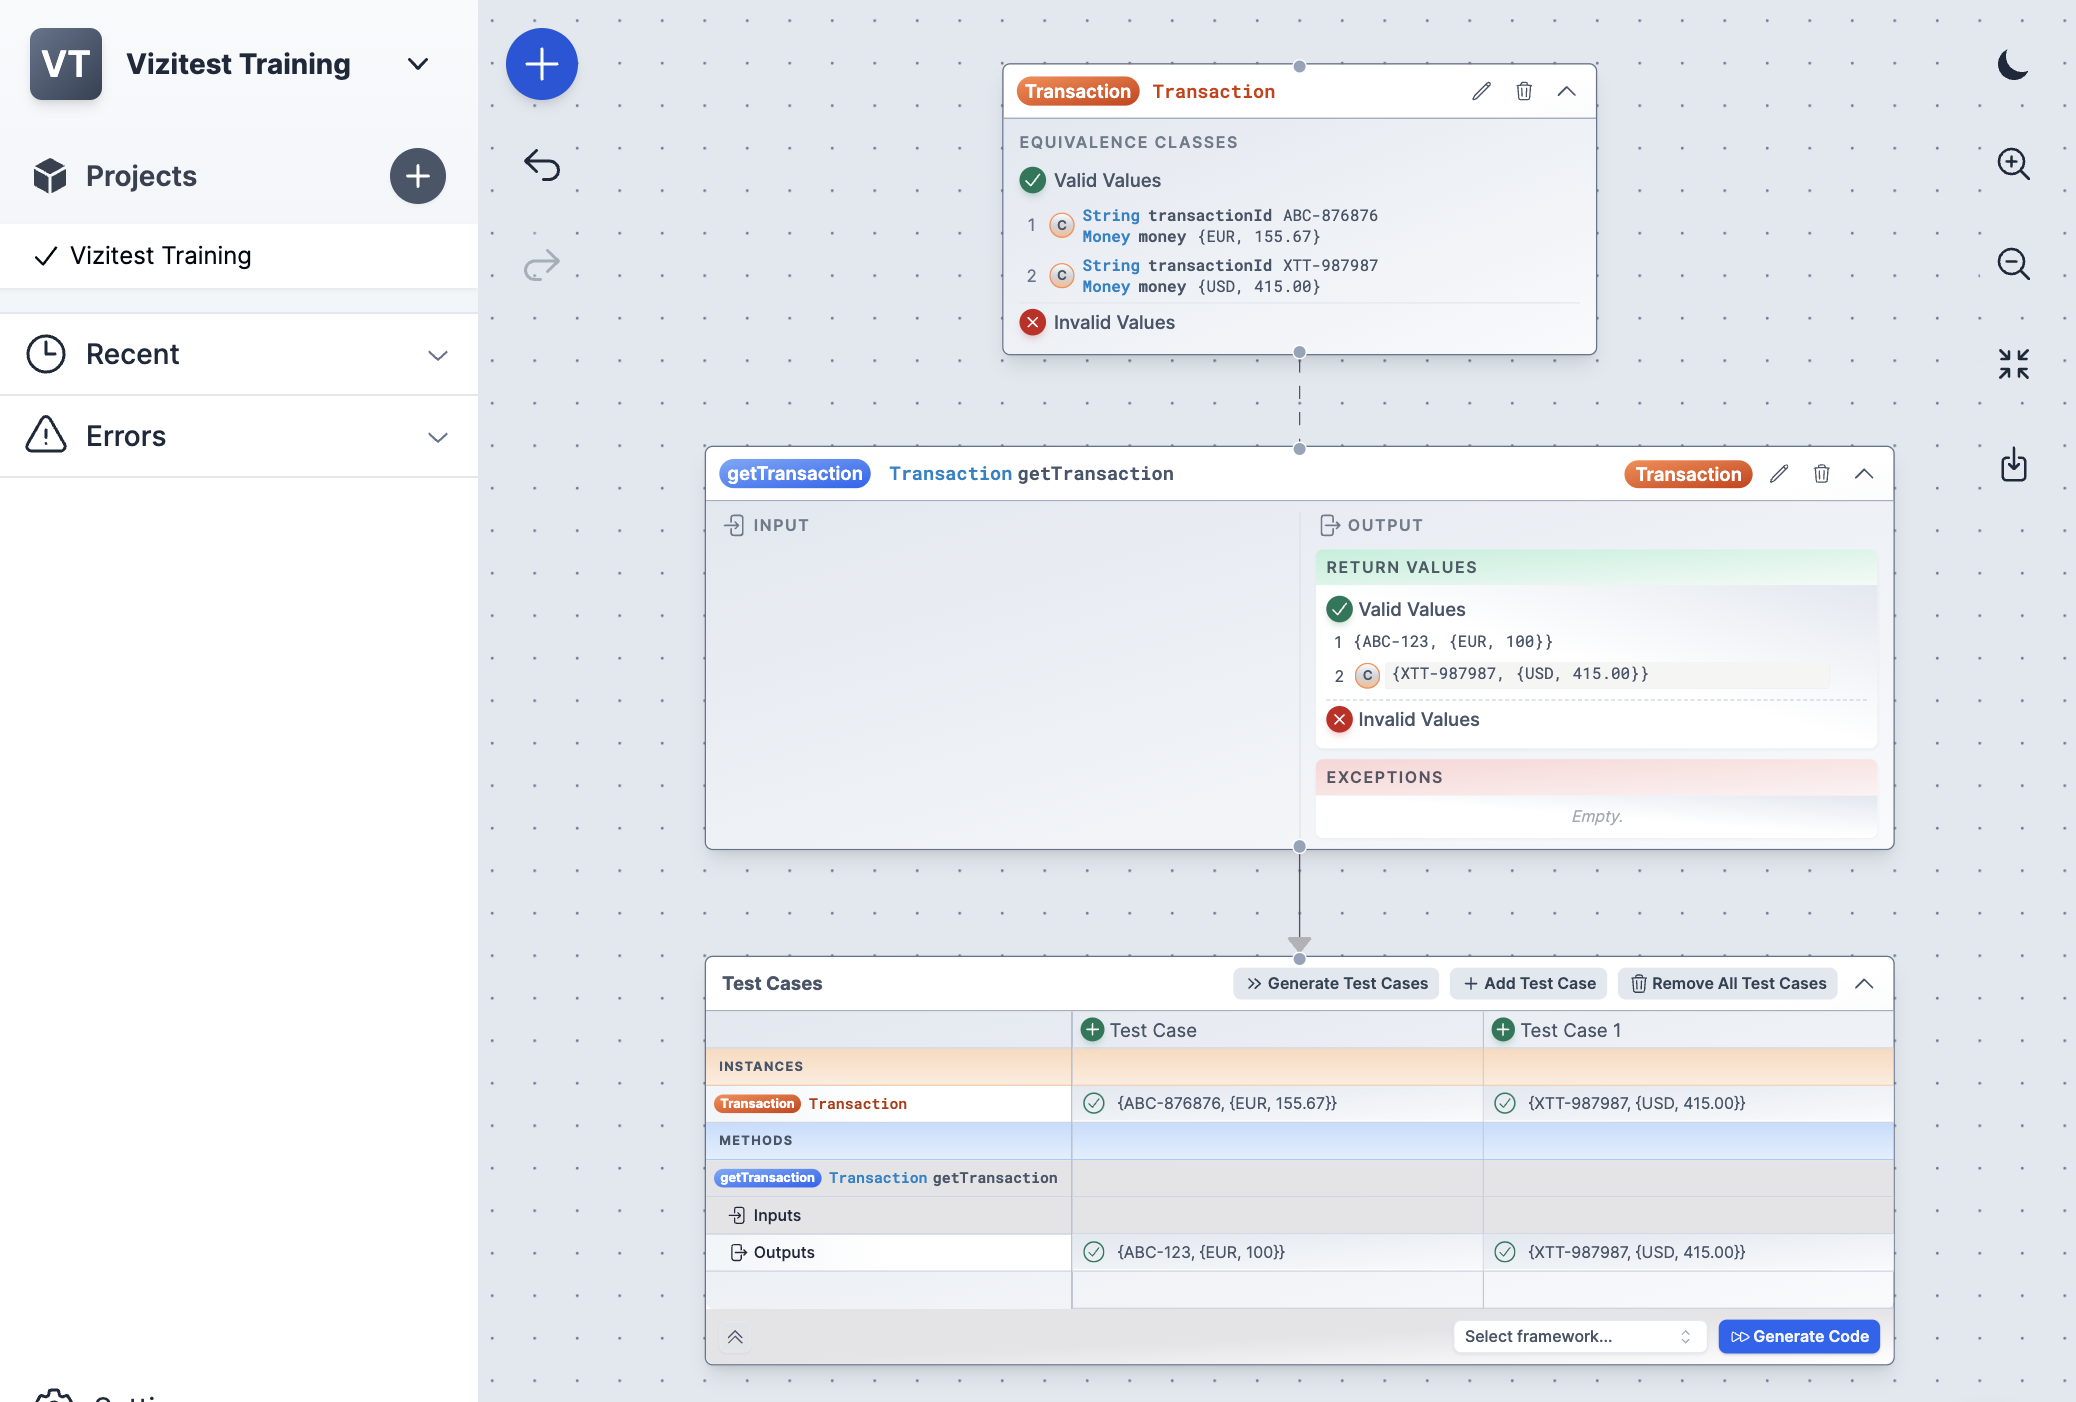 VT Vizitest Training
Projects
Vizitest Training
Recent
Errors
Transaction Transaction
EQUIVALENCE CLASSES
Valid Values
1 C String transactionId ABC-876876
Money money {EUR, 155.67}
2 C String transactionId XTT-987987
Money money {USD, 415.00}
Invalid Values
getTransaction Transaction getTransaction Transaction
INPUT
OUTPUT
RETURN VALUES
Valid Values
1 {ABC-123, {EUR, 100}}
2 C {XTT-987987, {USD, 415.00}}
Invalid Values
EXCEPTIONS
Empty.
Test Cases Generate Test Cases Add Test Case Remove All Test Cases
Test Case Test Case 1
INSTANCES
Transaction Transaction {ABC-876876, {EUR, 155.67}} {XTT-987987, {USD, 415.00}}
METHODS
getTransaction Transaction getTransaction
Inputs
Outputs {ABC-123, {EUR, 100}} {XTT-987987, {USD, 415.00}}
Select framework... Generate Code